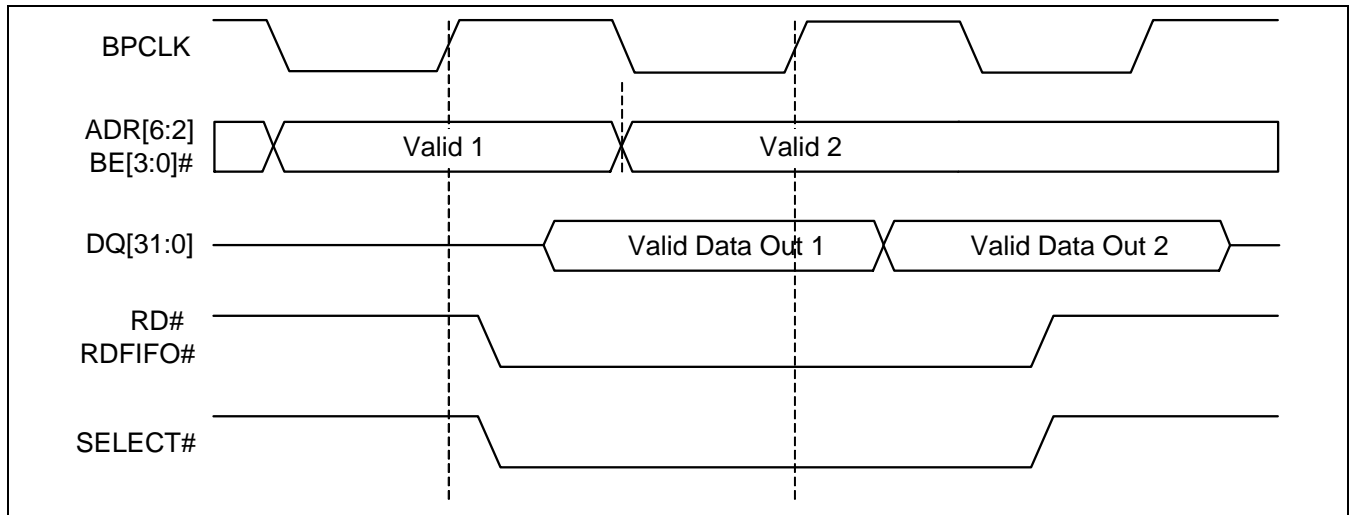 BPCLK
ADR[6:2]
BE[3:0]#
Valid 1
Valid 2
DQ[31:0]
Valid Data Out 1
Valid Data Out 2
RD#
RDFIFO#
SELECT#